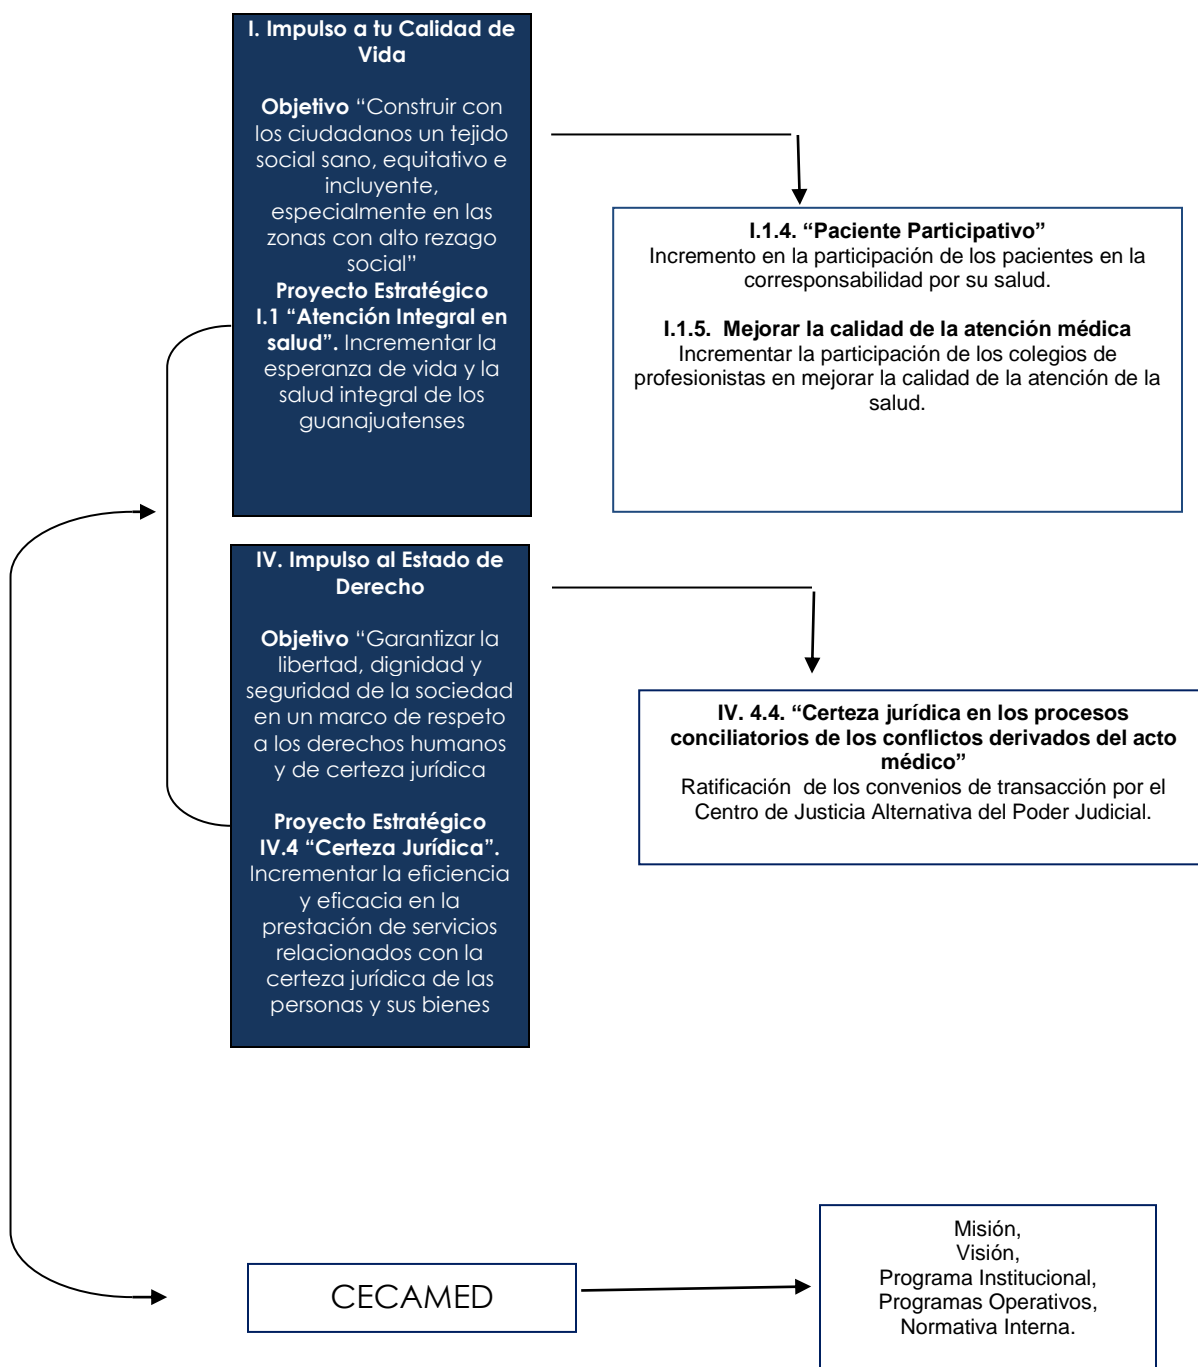 I. Impulso a tu Calidad de
Vida
Objetivo “Construir con
los ciudadanos un tejido
social sano, equitativo e
incluyente,
especialmente en las
zonas con alto rezago
social”
Proyecto Estratégico
I.1 “Atención Integral en
salud”. Incrementar la
esperanza de vida y la
salud integral de los
guanajuatenses
I.1.4. “Paciente Participativo”
Incremento en la participación de los pacientes en la
corresponsabilidad por su salud.
I.1.5. Mejorar la calidad de la atención médica
Incrementar la participación de los colegios de
profesionistas en mejorar la calidad de la atención de la
salud.
IV. Impulso al Estado de
Derecho
Objetivo “Garantizar la
libertad, dignidad y
seguridad de la sociedad
en un marco de respeto
a los derechos humanos
y de certeza jurídica
Proyecto Estratégico
IV.4 “Certeza Jurídica”.
Incrementar la eficiencia
y eficacia en la
prestación de servicios
relacionados con la
certeza jurídica de las
personas y sus bienes
IV. 4.4. “Certeza jurídica en los procesos
conciliatorios de los conflictos derivados del acto
médico”
Ratificación de los convenios de transacción por el
Centro de Justicia Alternativa del Poder Judicial.
CECAMED
Misión,
Visión,
Programa Institucional,
Programas Operativos,
Normativa Interna.